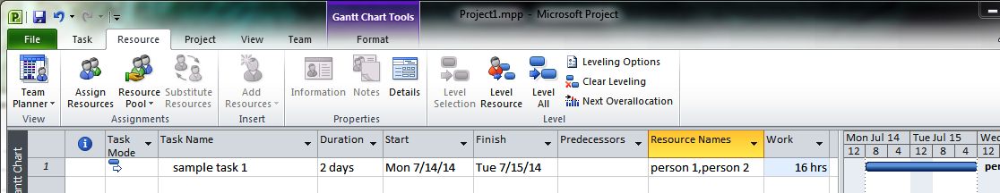 Gantt Chart Tools
Project1.mpp - Microsoft Project
File Task Resource Project View Team Format
Team Planner
Assign Resources
Resource Pool
Substitute Resources
Add Resources
Information
Notes
Details
Level Selection
Level Resource
Level All
Leveling Options
Clear Leveling
Next Overallocation
View Assignments Insert Properties Level
Task Mode Task Name Duration Start Finish Predecessors Resource Names Work
Mon Jul 14 Tue Jul 15
12 8 4 12 8 4 12
1 sample task 1 2 days Mon 7/14/14 Tue 7/15/14 person 1,person 2 16 hrs